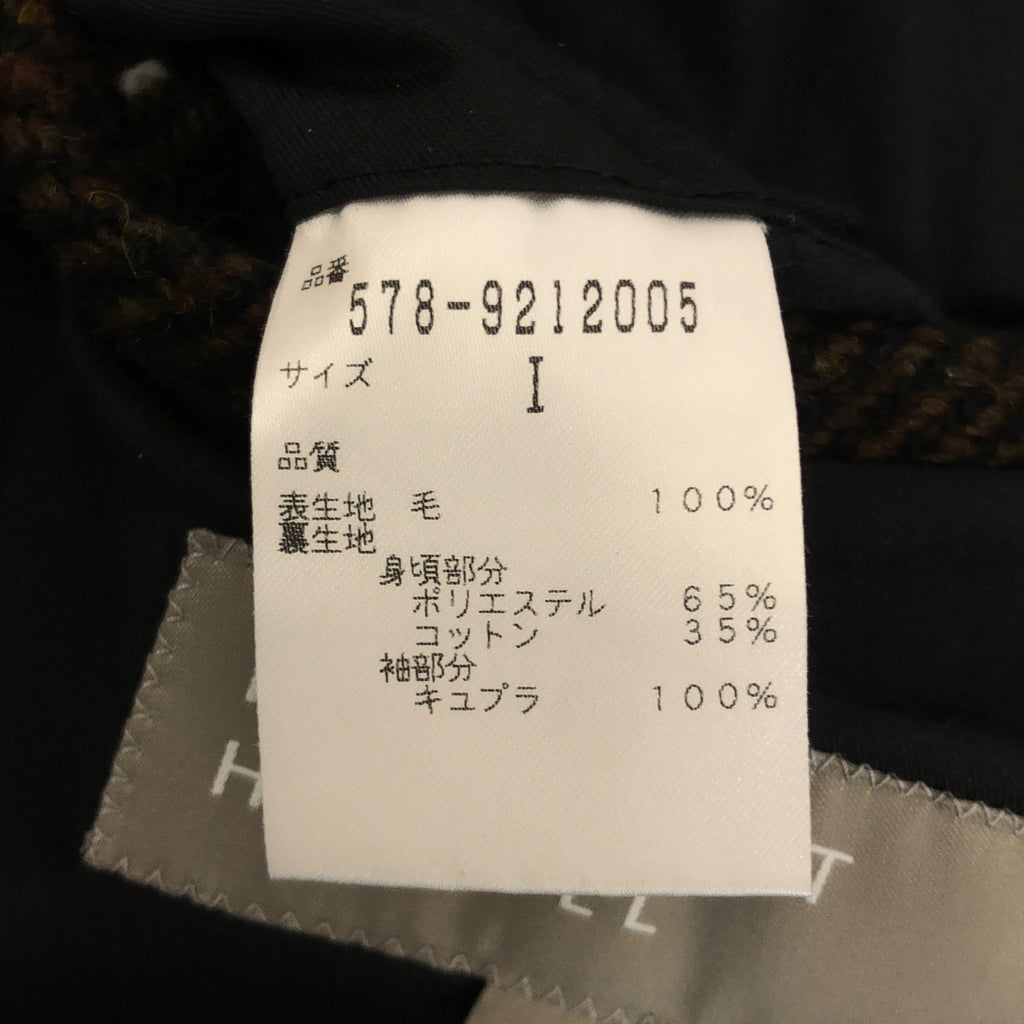 品番
578-9212005
サイズ I
品質
表生地 毛 100%
裏生地
身頃部分
ポリエステル 65%
コットン 35%
袖部分
キュプラ 100%